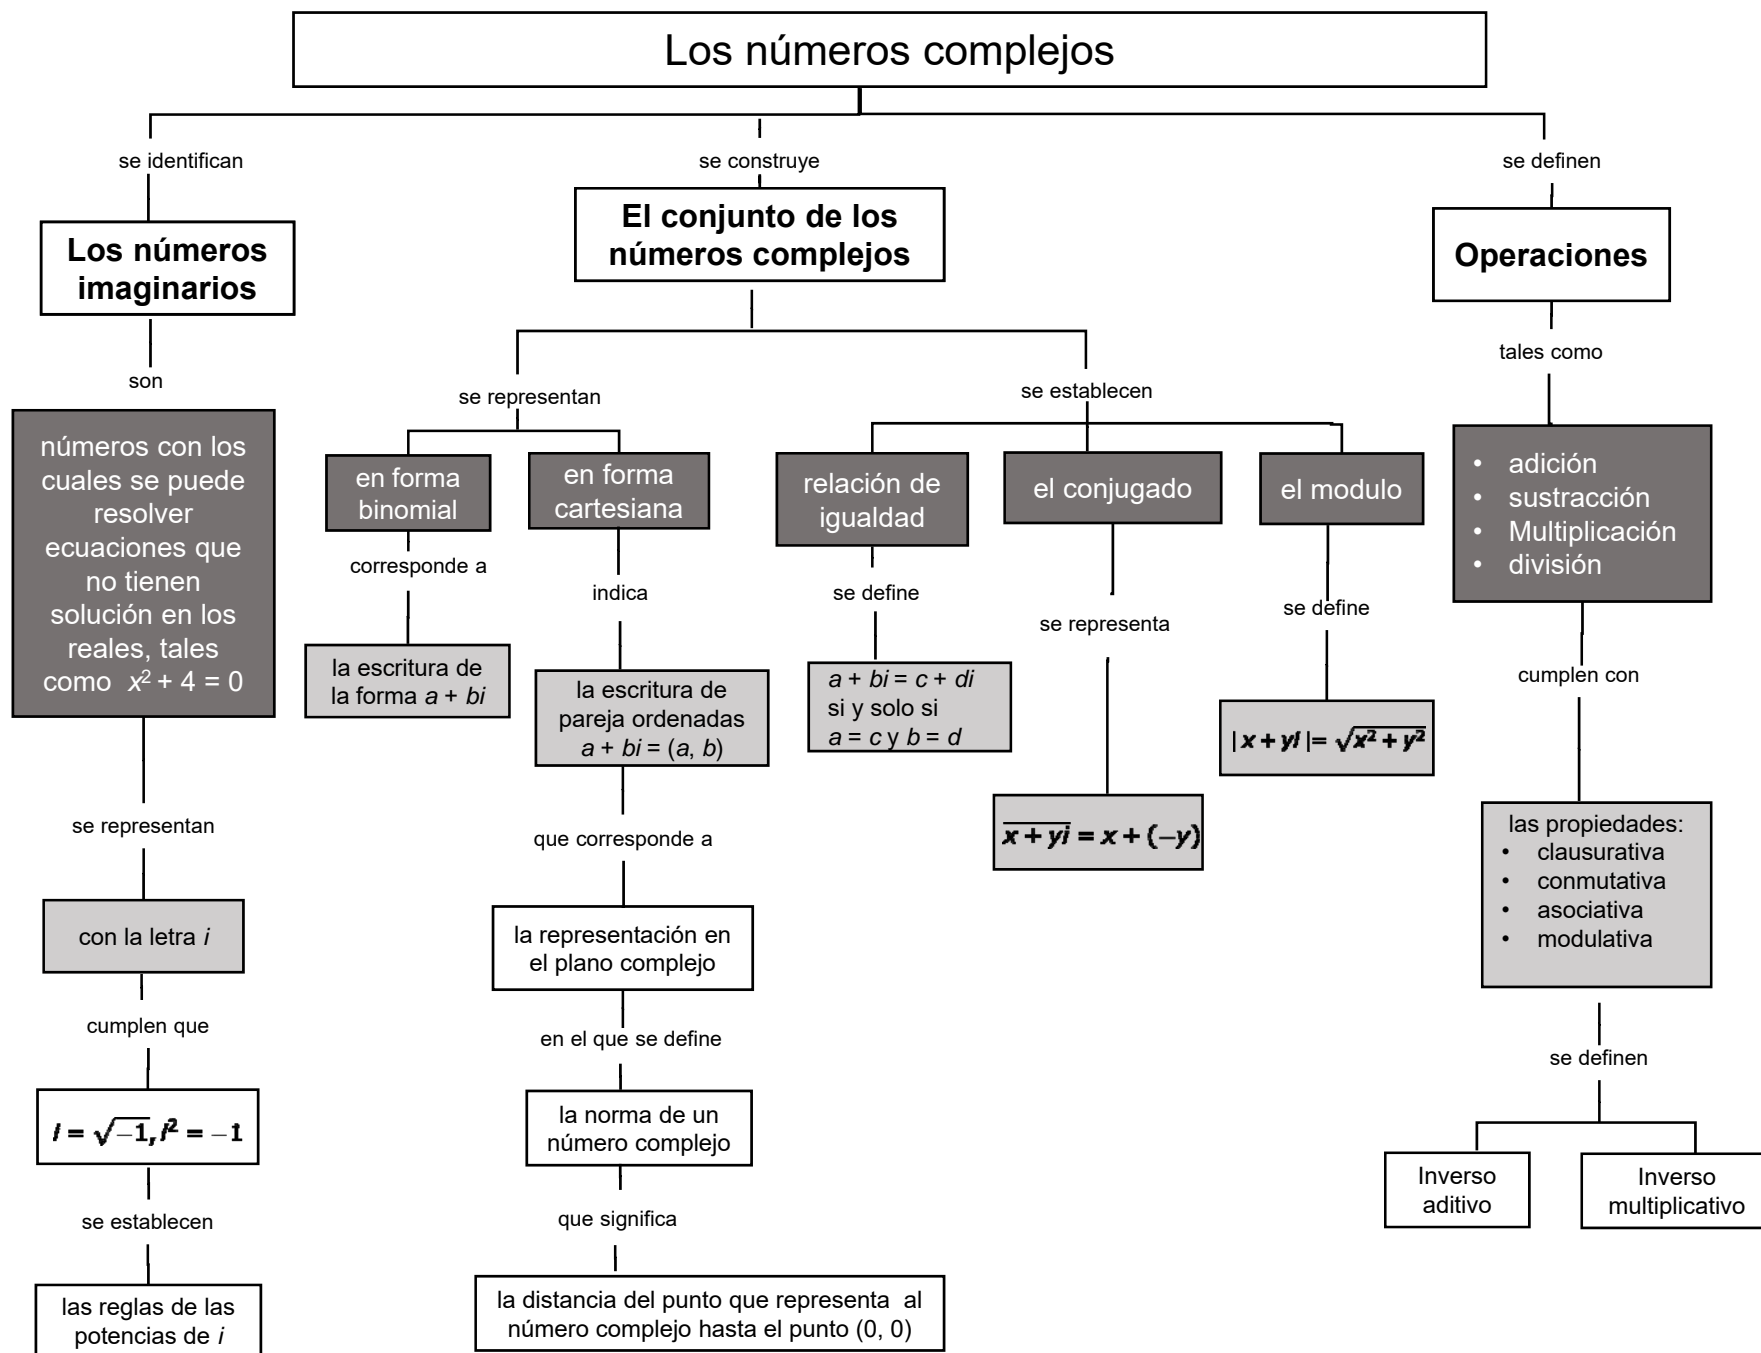 Los números complejos
se identifican
Los números
imaginarios
son
números con los
cuales se puede
resolver
ecuaciones que
no tienen
solución en los
reales, tales
como x² + 4 = 0
se representan
con la letra i
cumplen que
i = √−1, i² = −1
se establecen
las reglas de las
potencias de i
se construye
El conjunto de los
números complejos
se representan
en forma
binomial
corresponde a
la escritura de
la forma a + bi
en forma
cartesiana
indica
la escritura de
pareja ordenadas
a + bi = (a, b)
que corresponde a
la representación en
el plano complejo
en el que se define
la norma de un
número complejo
que significa
la distancia del punto que representa al
número complejo hasta el punto (0, 0)
se establecen
relación de
igualdad
se define
a + bi = c + di
si y solo si
a = c y b = d
el conjugado
se representa
x + yi̅ = x + (−y)
el modulo
se define
| x + yi |= √x² + y²
se definen
Operaciones
tales como
• adición
• sustracción
• Multiplicación
• división
cumplen con
las propiedades:
• clausurativa
• conmutativa
• asociativa
• modulativa
se definen
Inverso
aditivo
Inverso
multiplicativo